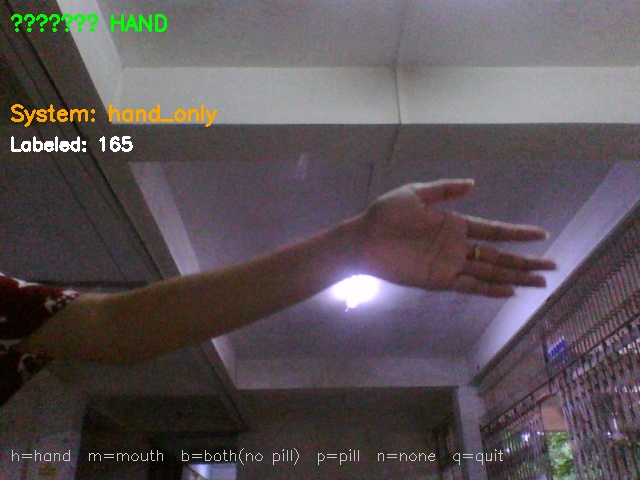 ??????? HAND
System: hand_only
Labeled: 165
h=hand m=mouth b=both(no pill) p=pill n=none q=quit